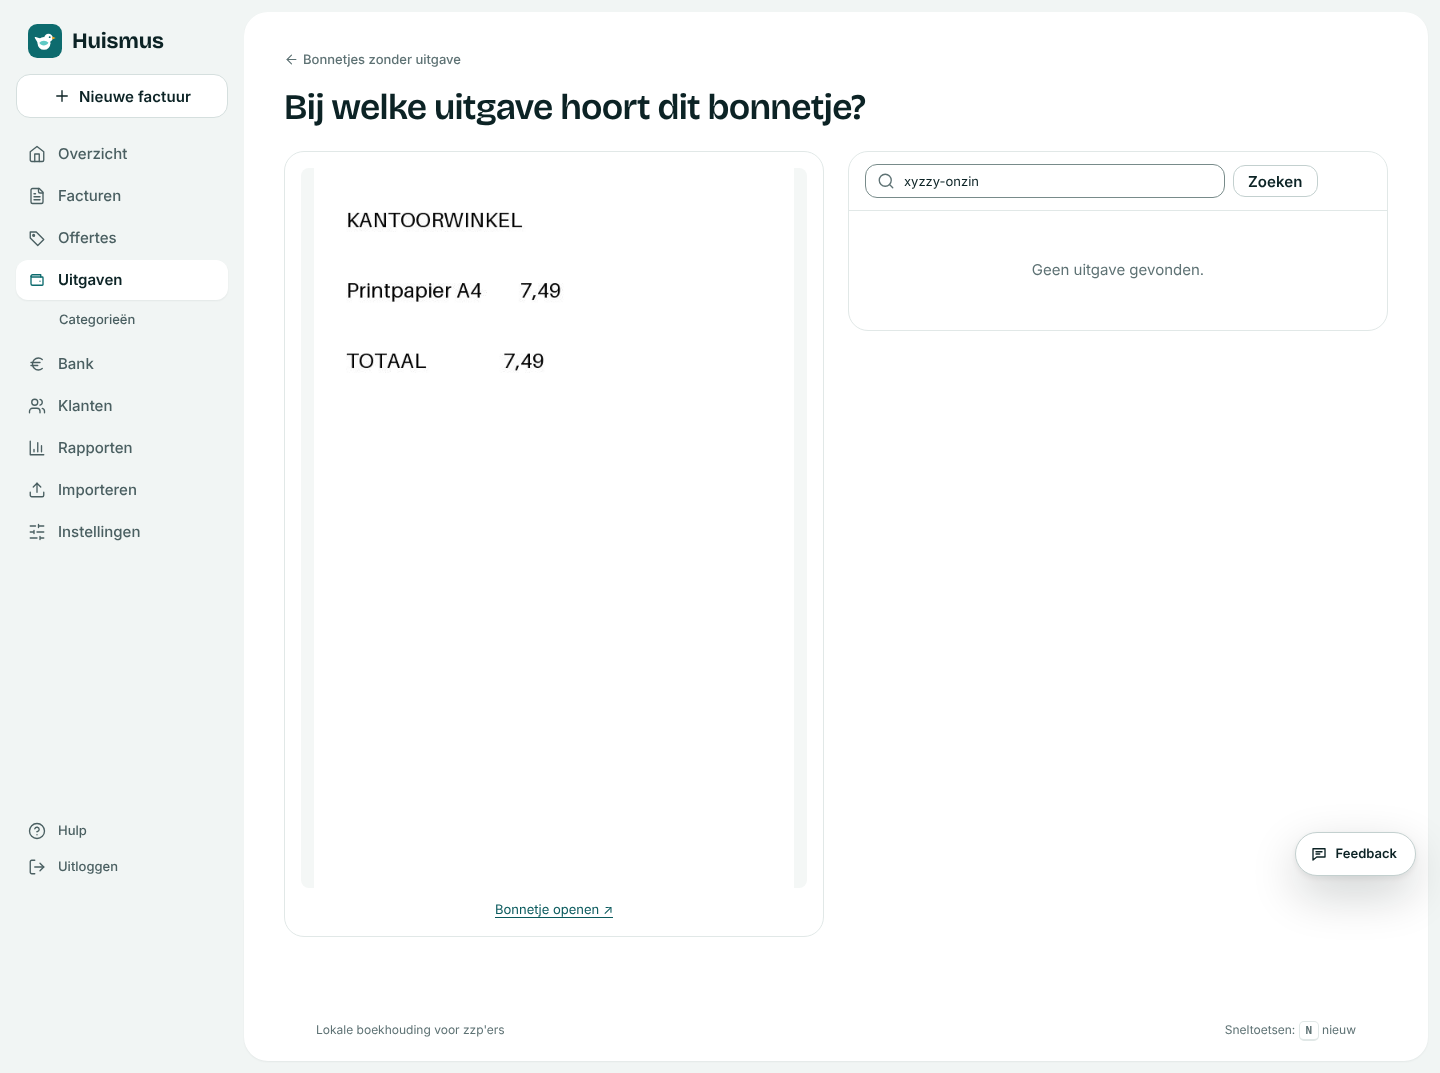 Huismus
Nieuwe factuur
Overzicht
Facturen
Offertes
Uitgaven
Categorieën
Bank
Klanten
Rapporten
Importeren
Instellingen
Hulp
Uitloggen
← Bonnetjes zonder uitgave
Bij welke uitgave hoort dit bonnetje?
KANTOORWINKEL
Printpapier A4 7,49
TOTAAL 7,49
Bonnetje openen ↗
xyzzy-onzin
Zoeken
Geen uitgave gevonden.
Feedback
Lokale boekhouding voor zzp'ers
Sneltoetsen: N nieuw